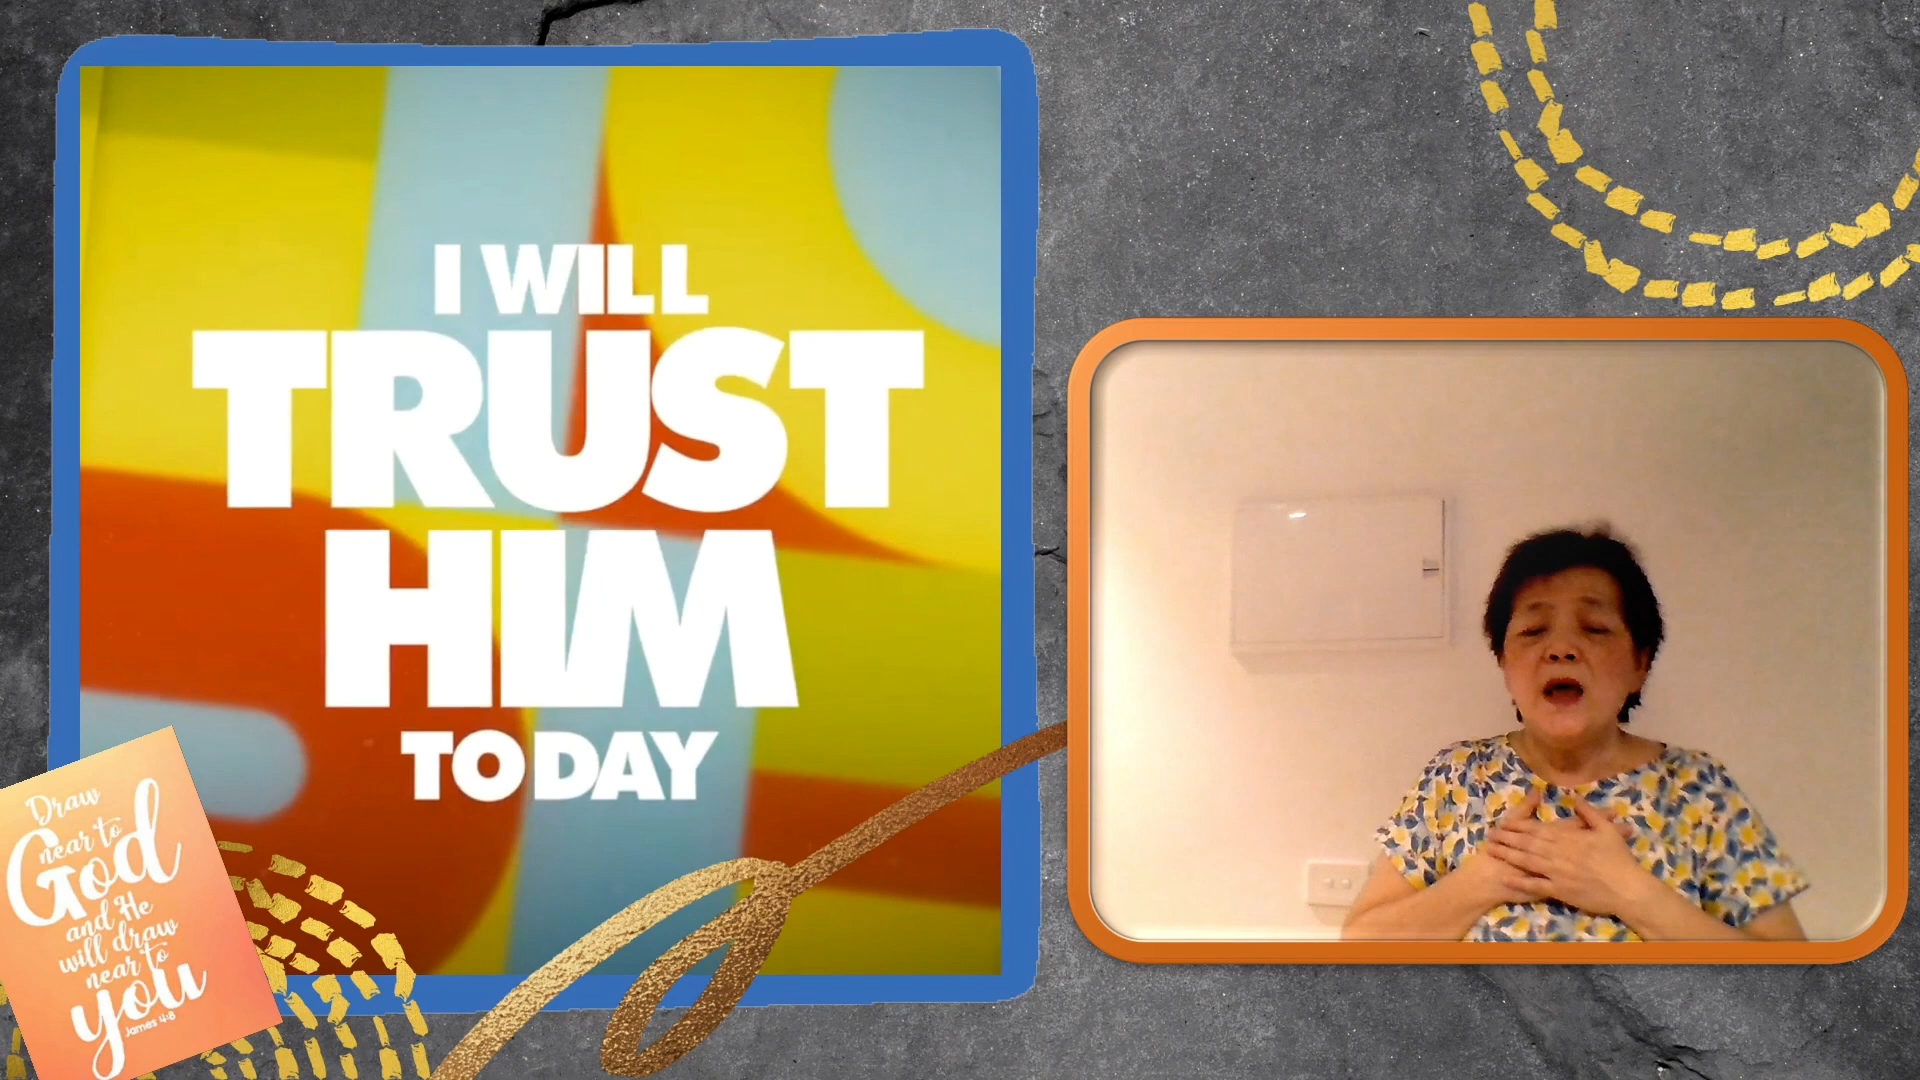 I WILL
TRUST
HIM
TODAY
Draw
near to
God
and He
will draw
near to
you
James 4:8